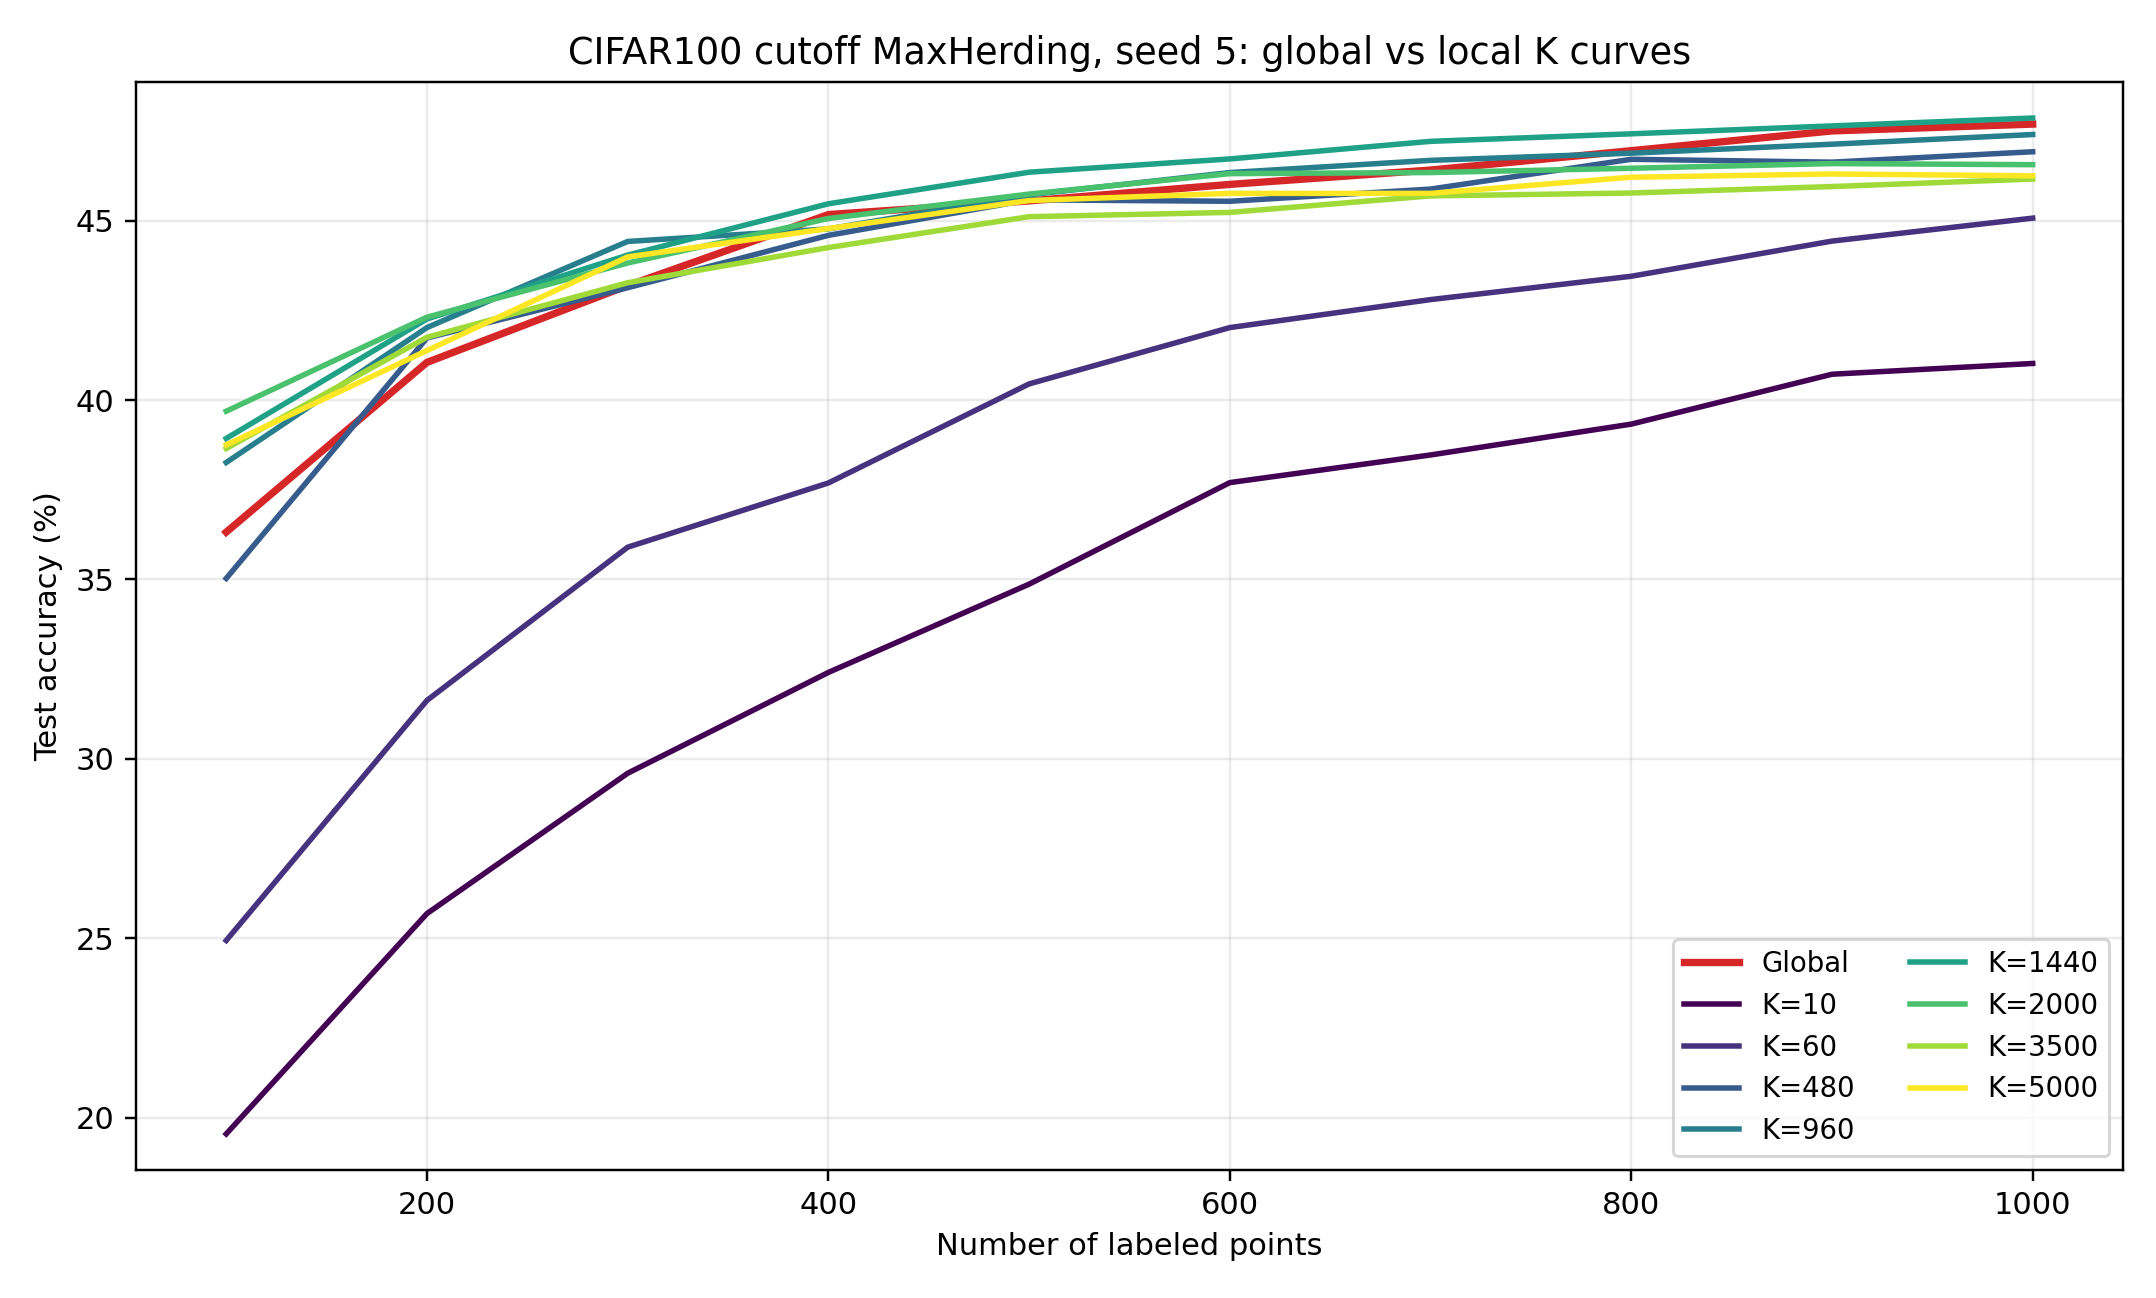 CIFAR100 cutoff MaxHerding, seed 5: global vs local K curves
Test accuracy (%)
45
40
35
30
25
20
200
400
600
800
1000
Number of labeled points
Global
K=10
K=60
K=480
K=960
K=1440
K=2000
K=3500
K=5000